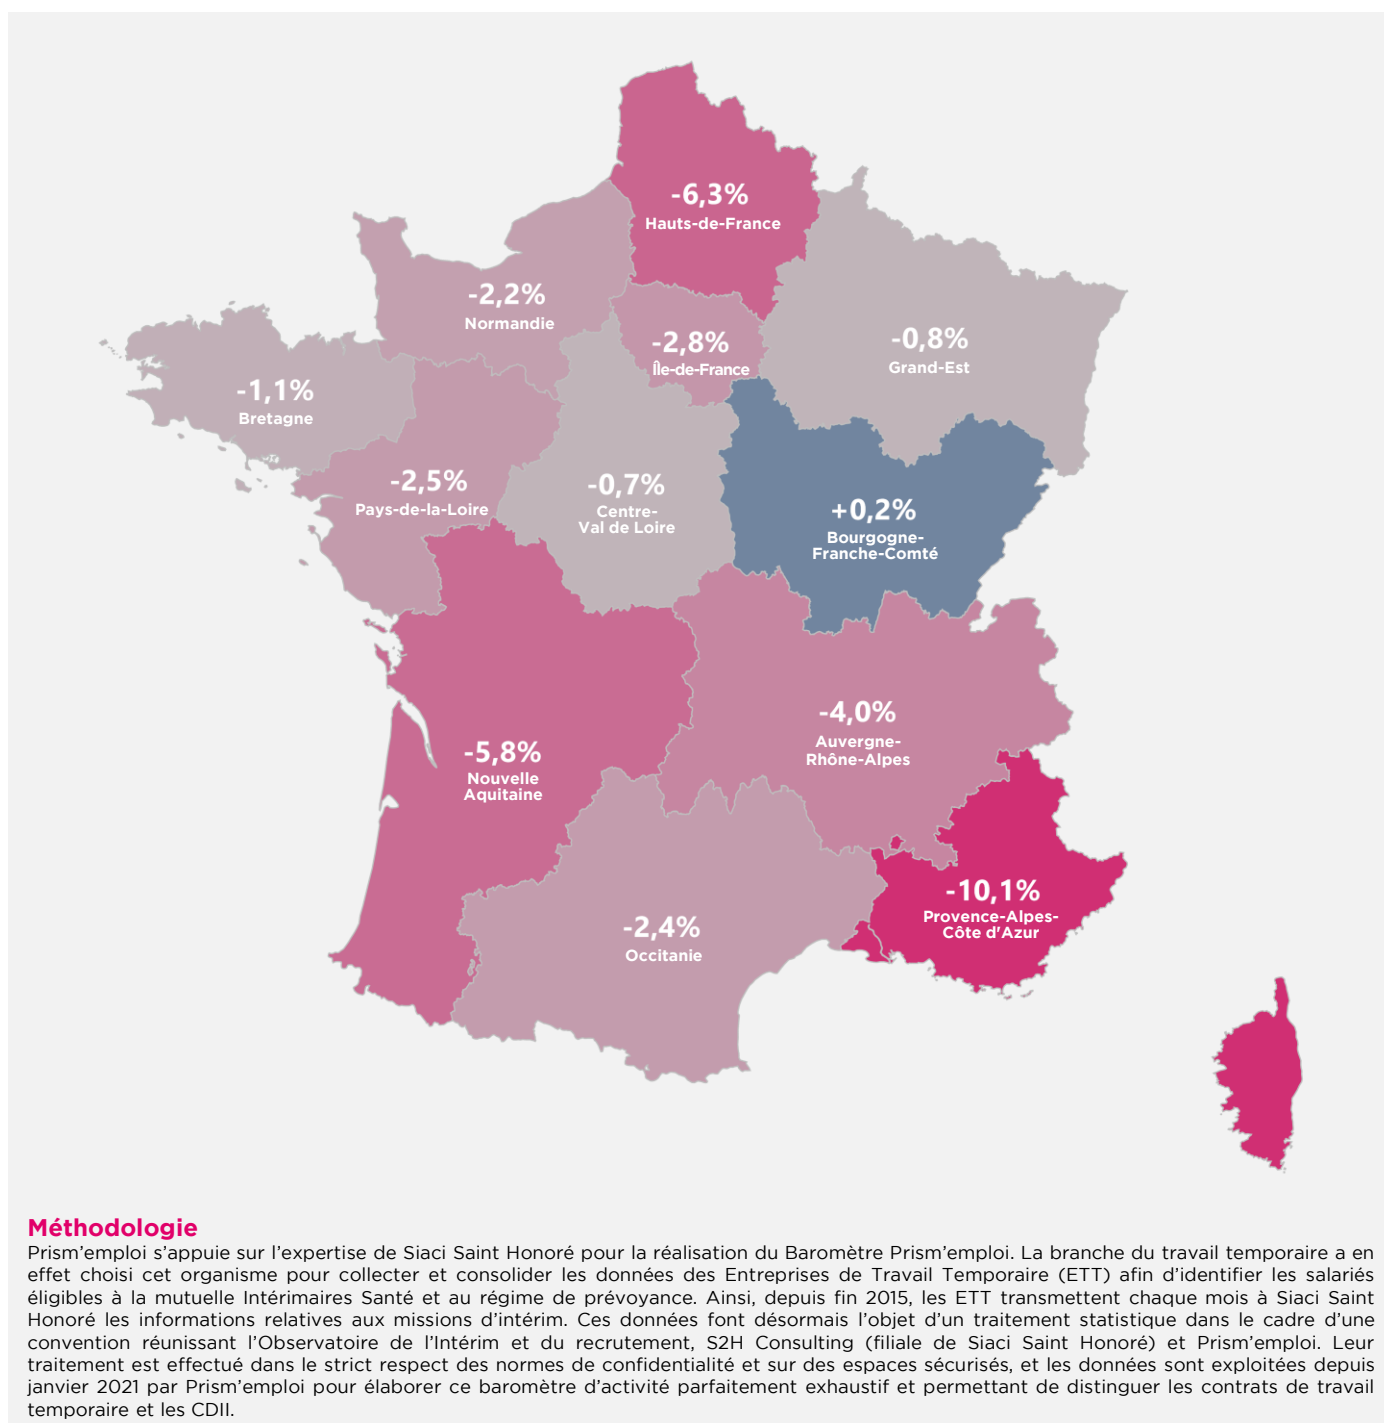 -6,3%
Hauts-de-France
-2,2%
Normandie
-2,8%
Île-de-France
-0,8%
Grand-Est
-1,1%
Bretagne
-2,5%
Pays-de-la-Loire
-0,7%
Centre-
Val de Loire
+0,2%
Bourgogne-
Franche-Comté
-4,0%
Auvergne-
Rhône-Alpes
-5,8%
Nouvelle
Aquitaine
-10,1%
Provence-Alpes-
Côte d'Azur
-2,4%
Occitanie
Méthodologie
Prism’emploi s’appuie sur l’expertise de Siaci Saint Honoré pour la réalisation du Baromètre Prism’emploi. La branche du travail temporaire a en
effet choisi cet organisme pour collecter et consolider les données des Entreprises de Travail Temporaire (ETT) afin d’identifier les salariés
éligibles à la mutuelle Intérimaires Santé et au régime de prévoyance. Ainsi, depuis fin 2015, les ETT transmettent chaque mois à Siaci Saint
Honoré les informations relatives aux missions d’intérim. Ces données font désormais l’objet d’un traitement statistique dans le cadre d’une
convention réunissant l’Observatoire de l’Intérim et du recrutement, S2H Consulting (filiale de Siaci Saint Honoré) et Prism’emploi. Leur
traitement est effectué dans le strict respect des normes de confidentialité et sur des espaces sécurisés, et les données sont exploitées depuis
janvier 2021 par Prism’emploi pour élaborer ce baromètre d’activité parfaitement exhaustif et permettant de distinguer les contrats de travail
temporaire et les CDII.